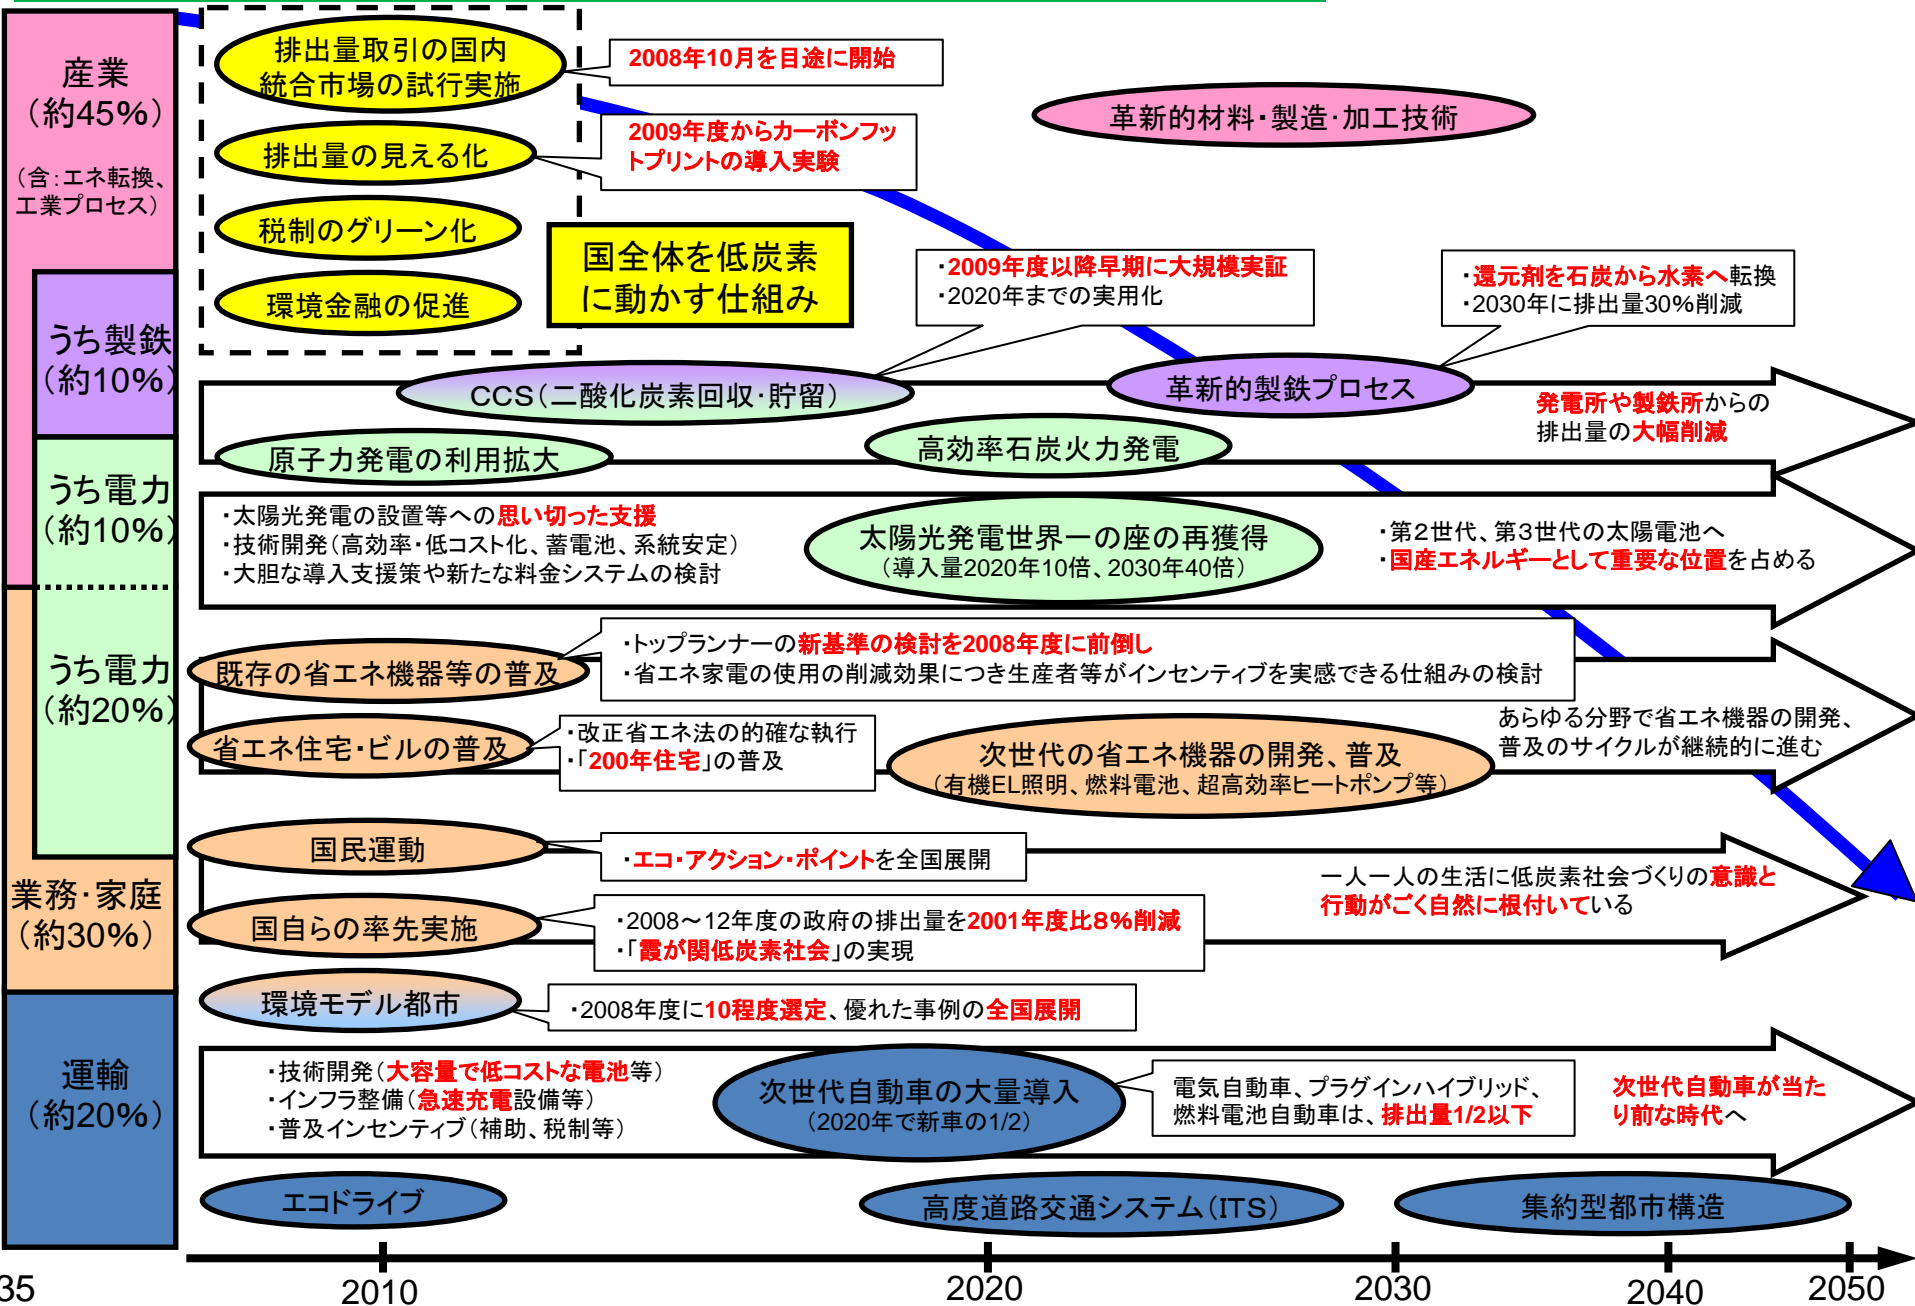 産業
（約45%）
（含：エネ転換、
工業プロセス）
うち製鉄
（約10%）
うち電力
（約10%）
うち電力
（約20%）
業務・家庭
（約30%）
運輸
（約20%）
排出量取引の国内
統合市場の試行実施
2008年10月を目途に開始
排出量の見える化
2009年度からカーボンフッ
トプリントの導入実験
税制のグリーン化
環境金融の促進
国全体を低炭素
に動かす仕組み
革新的材料・製造・加工技術
・2009年度以降早期に大規模実証
・2020年までの実用化
・還元剤を石炭から水素へ転換
・2030年に排出量30%削減
CCS（二酸化炭素回収・貯留）
革新的製鉄プロセス
原子力発電の利用拡大
高効率石炭火力発電
発電所や製鉄所からの
排出量の大幅削減
・太陽光発電の設置等への思い切った支援
・技術開発（高効率・低コスト化、蓄電池、系統安定）
・大胆な導入支援策や新たな料金システムの検討
太陽光発電世界一の座の再獲得
（導入量2020年10倍、2030年40倍）
・第２世代、第３世代の太陽電池へ
・国産エネルギーとして重要な位置を占める
既存の省エネ機器等の普及
・トップランナーの新基準の検討を2008年度に前倒し
・省エネ家電の使用の削減効果につき生産者等がインセンティブを実感できる仕組みの検討
省エネ住宅・ビルの普及
・改正省エネ法の的確な執行
・「200年住宅」の普及
次世代の省エネ機器の開発、普及
（有機EL照明、燃料電池、超高効率ヒートポンプ等）
あらゆる分野で省エネ機器の開発、
普及のサイクルが継続的に進む
国民運動
・エコ・アクション・ポイントを全国展開
国自らの率先実施
・2008～12年度の政府の排出量を2001年度比８％削減
・「霞が関低炭素社会」の実現
一人一人の生活に低炭素社会づくりの意識と
行動がごく自然に根付いている
環境モデル都市
・2008年度に10程度選定、優れた事例の全国展開
・技術開発（大容量で低コストな電池等）
・インフラ整備（急速充電設備等）
・普及インセンティブ（補助、税制等）
次世代自動車の大量導入
（2020年で新車の1/2）
電気自動車、プラグインハイブリッド、
燃料電池自動車は、排出量1/2以下
次世代自動車が当た
り前な時代へ
エコドライブ
高度道路交通システム（ITS）
集約型都市構造
2010
2020
2030
2040
2050
35